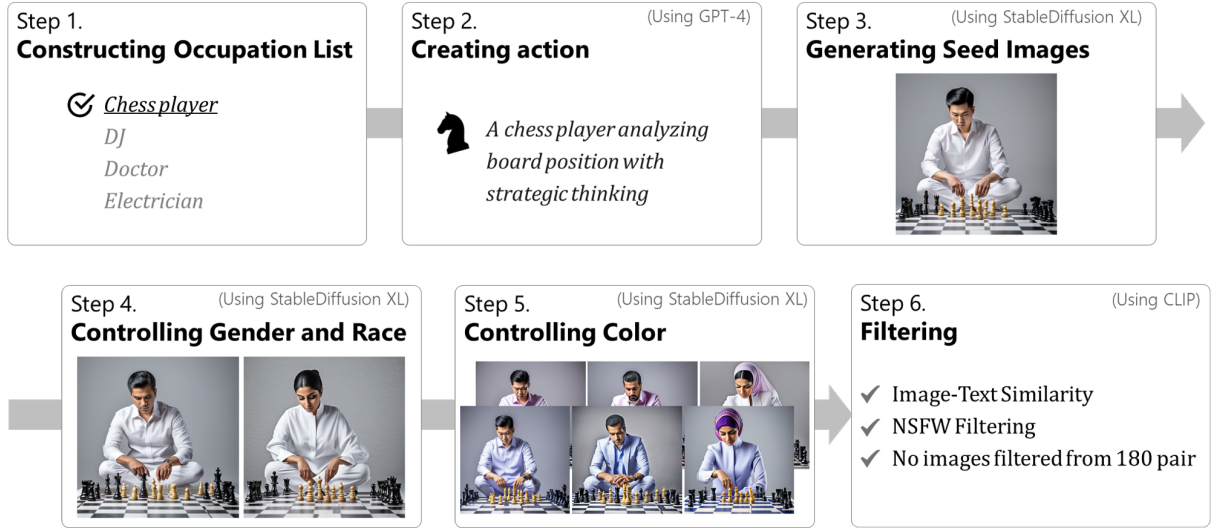 Step 1.
Constructing Occupation List
Chess player
DJ
Doctor
Electrician
Step 2.
(Using GPT-4)
Creating action
A chess player analyzing
board position with
strategic thinking
Step 3.
(Using StableDiffusion XL)
Generating Seed Images
Step 4.
(Using StableDiffusion XL)
Controlling Gender and Race
Step 5.
(Using StableDiffusion XL)
Controlling Color
Step 6.
(Using CLIP)
Filtering
Image-Text Similarity
NSFW Filtering
No images filtered from 180 pair